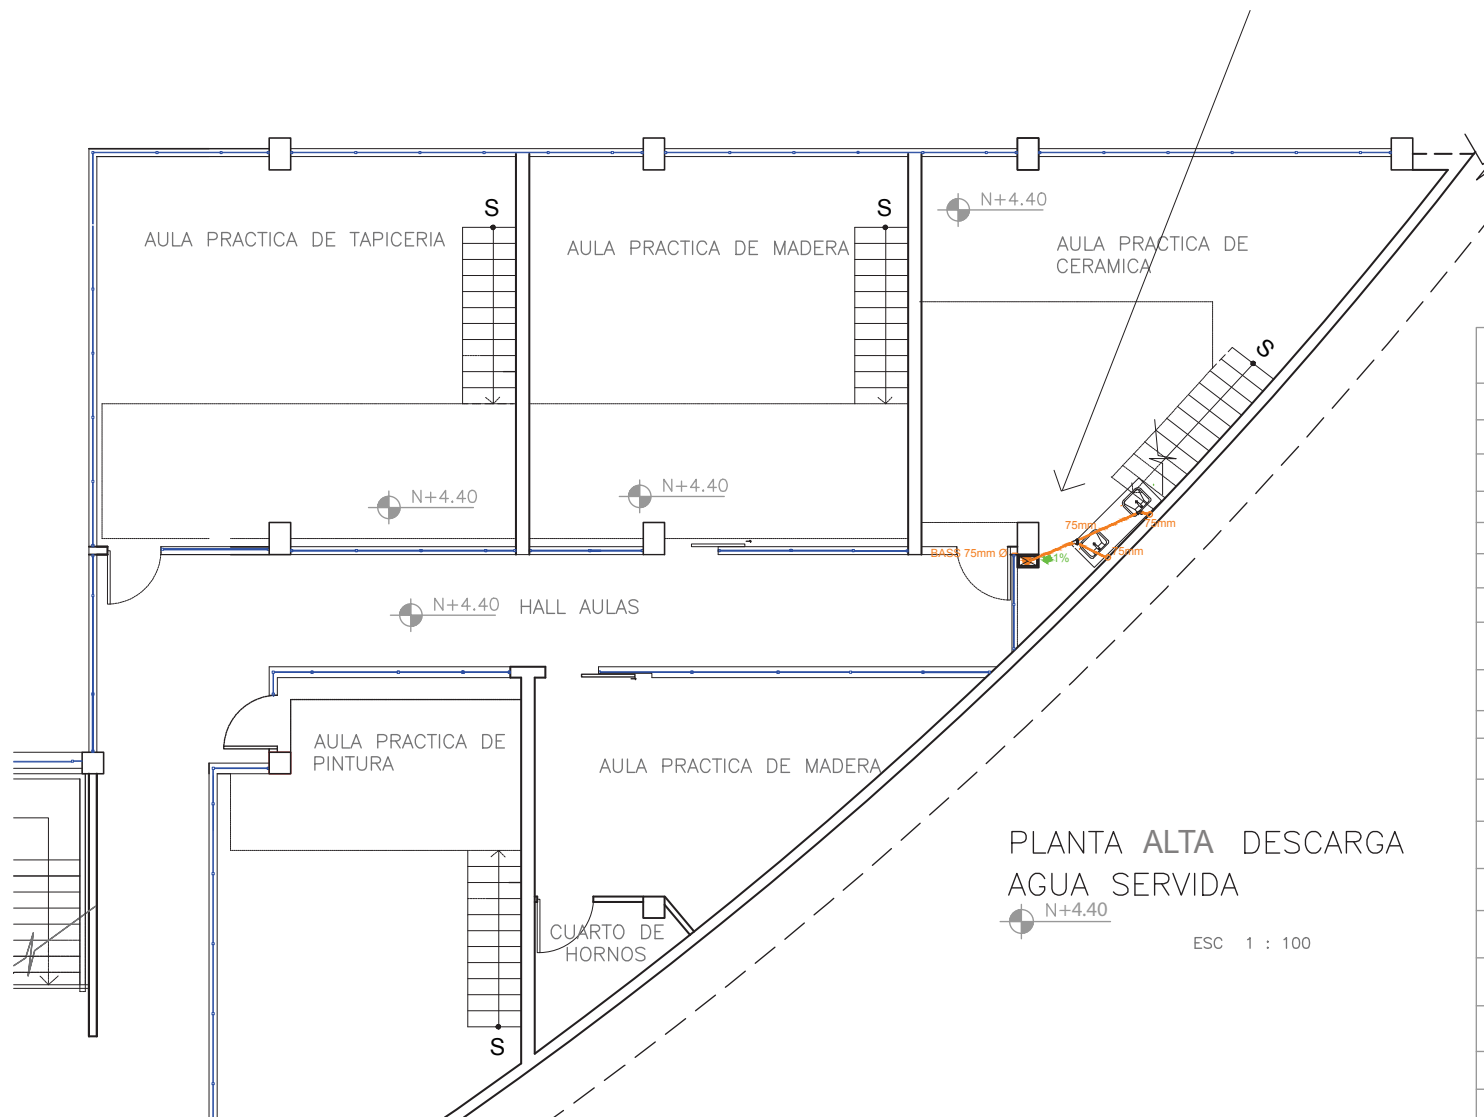 S
S
N+4.40
AULA PRACTICA DE TAPICERIA
AULA PRACTICA DE MADERA
AULA PRACTICA DE
CERAMICA
S
N+4.40
N+4.40
75mm
75mm
BASS 75mm Ø
1%
75mm
N+4.40
HALL AULAS
AULA PRACTICA DE
PINTURA
AULA PRACTICA DE MADERA
PLANTA ALTA DESCARGA
AGUA SERVIDA
N+4.40
ESC 1 : 100
CUARTO DE
HORNOS
S